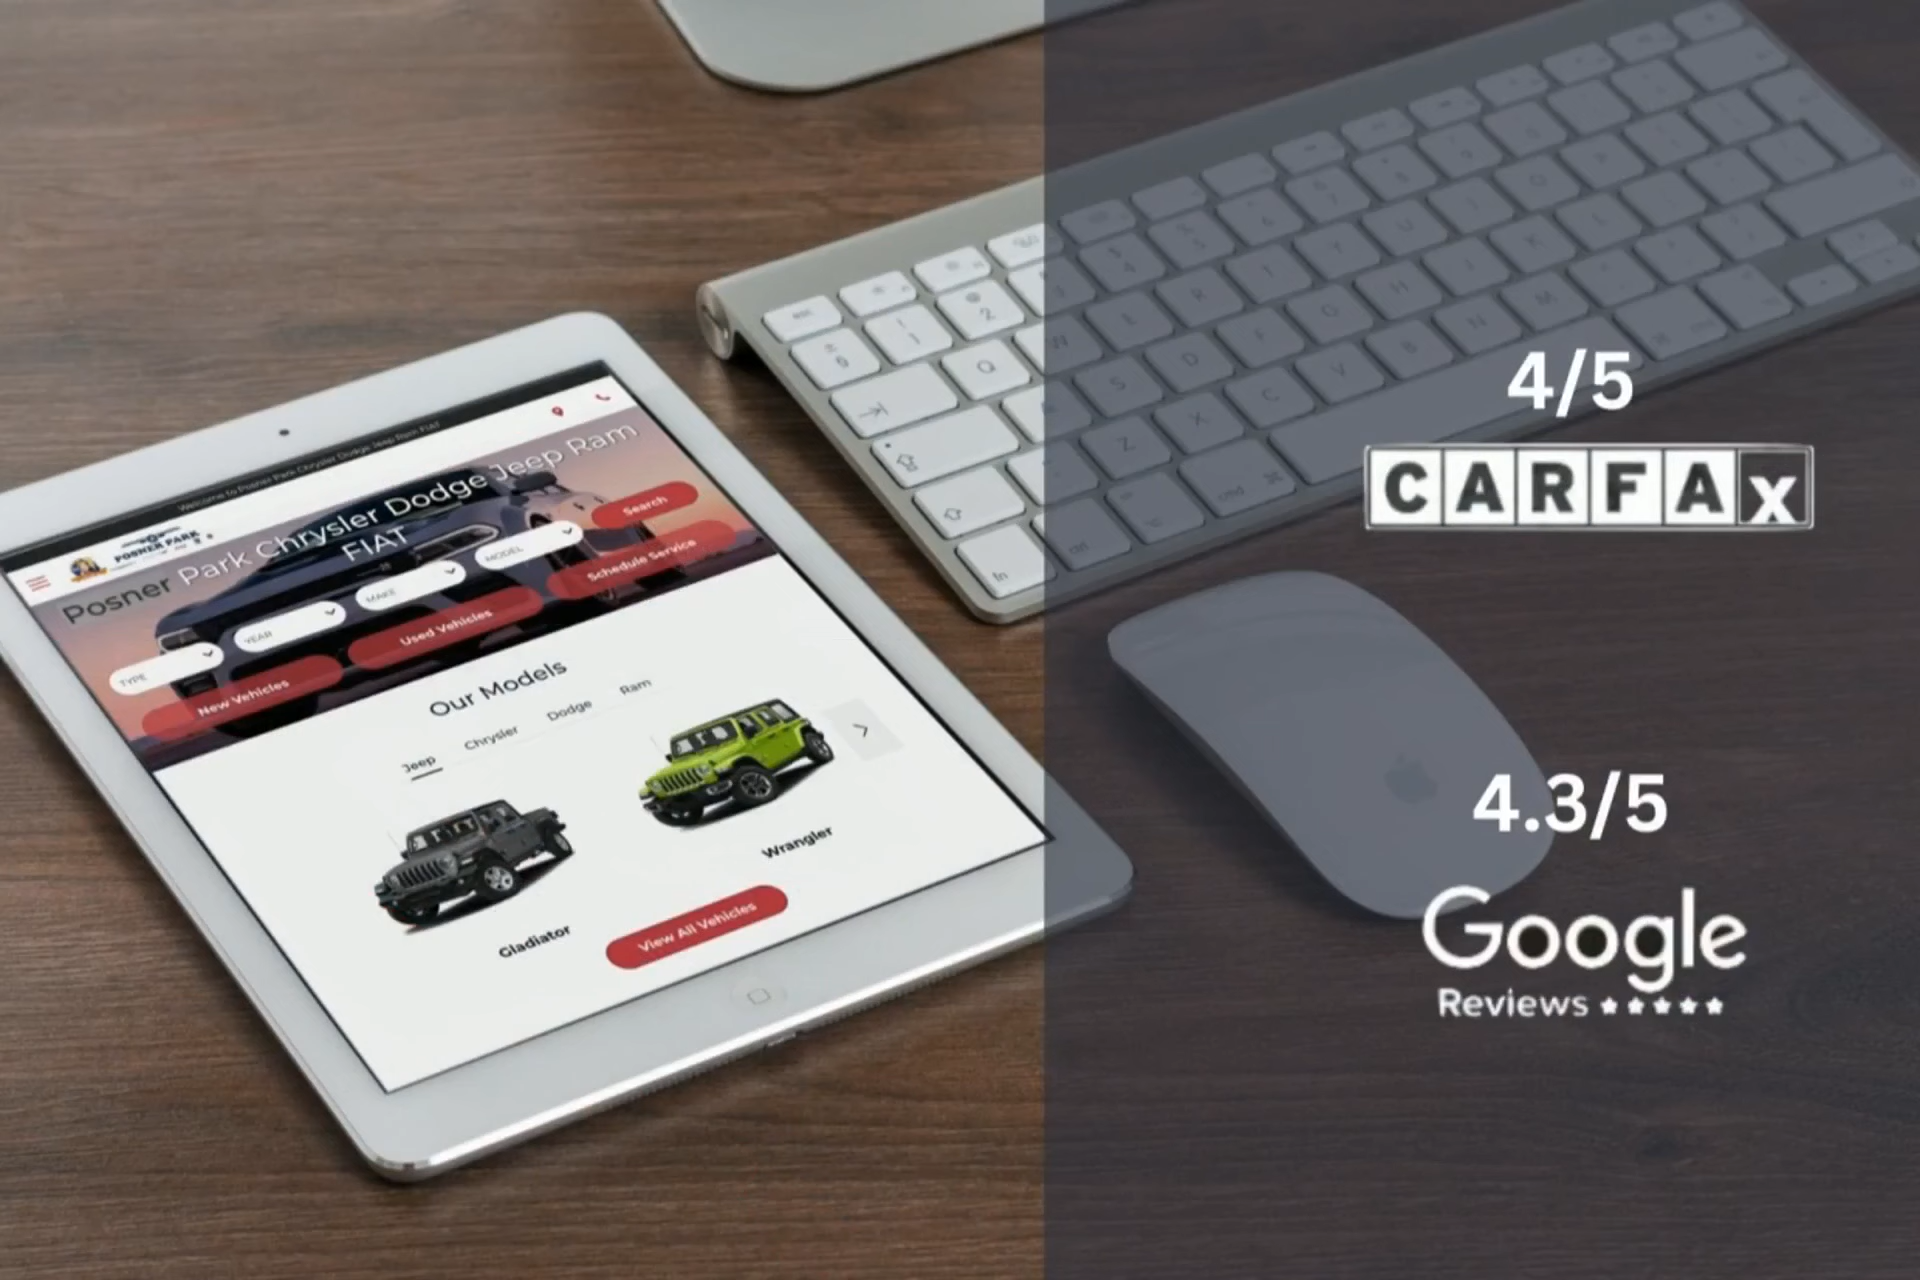 Welcome to Posner Park Chrysler Dodge Jeep Ram FIAT
POSNER PARK
Posner Park Chrysler Dodge Jeep Ram
FIAT
TYPE
YEAR
MAKE
MODEL
Search
New Vehicles
Used Vehicles
Schedule Service
Our Models
Jeep
Chrysler
Dodge
Ram
Gladiator
Wrangler
View All Vehicles
4/5
CARFAX
4.3/5
Google
Reviews